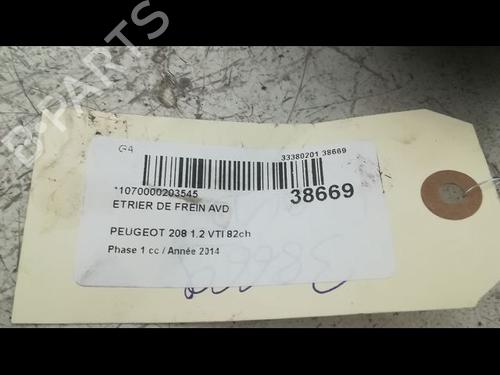 B-PARTS
G4
33380201 38669
*1070000203545
38669
ETRIER DE FREIN AVD
PEUGEOT 208 1.2 VTI 82ch
Phase 1 cc / Année 2014